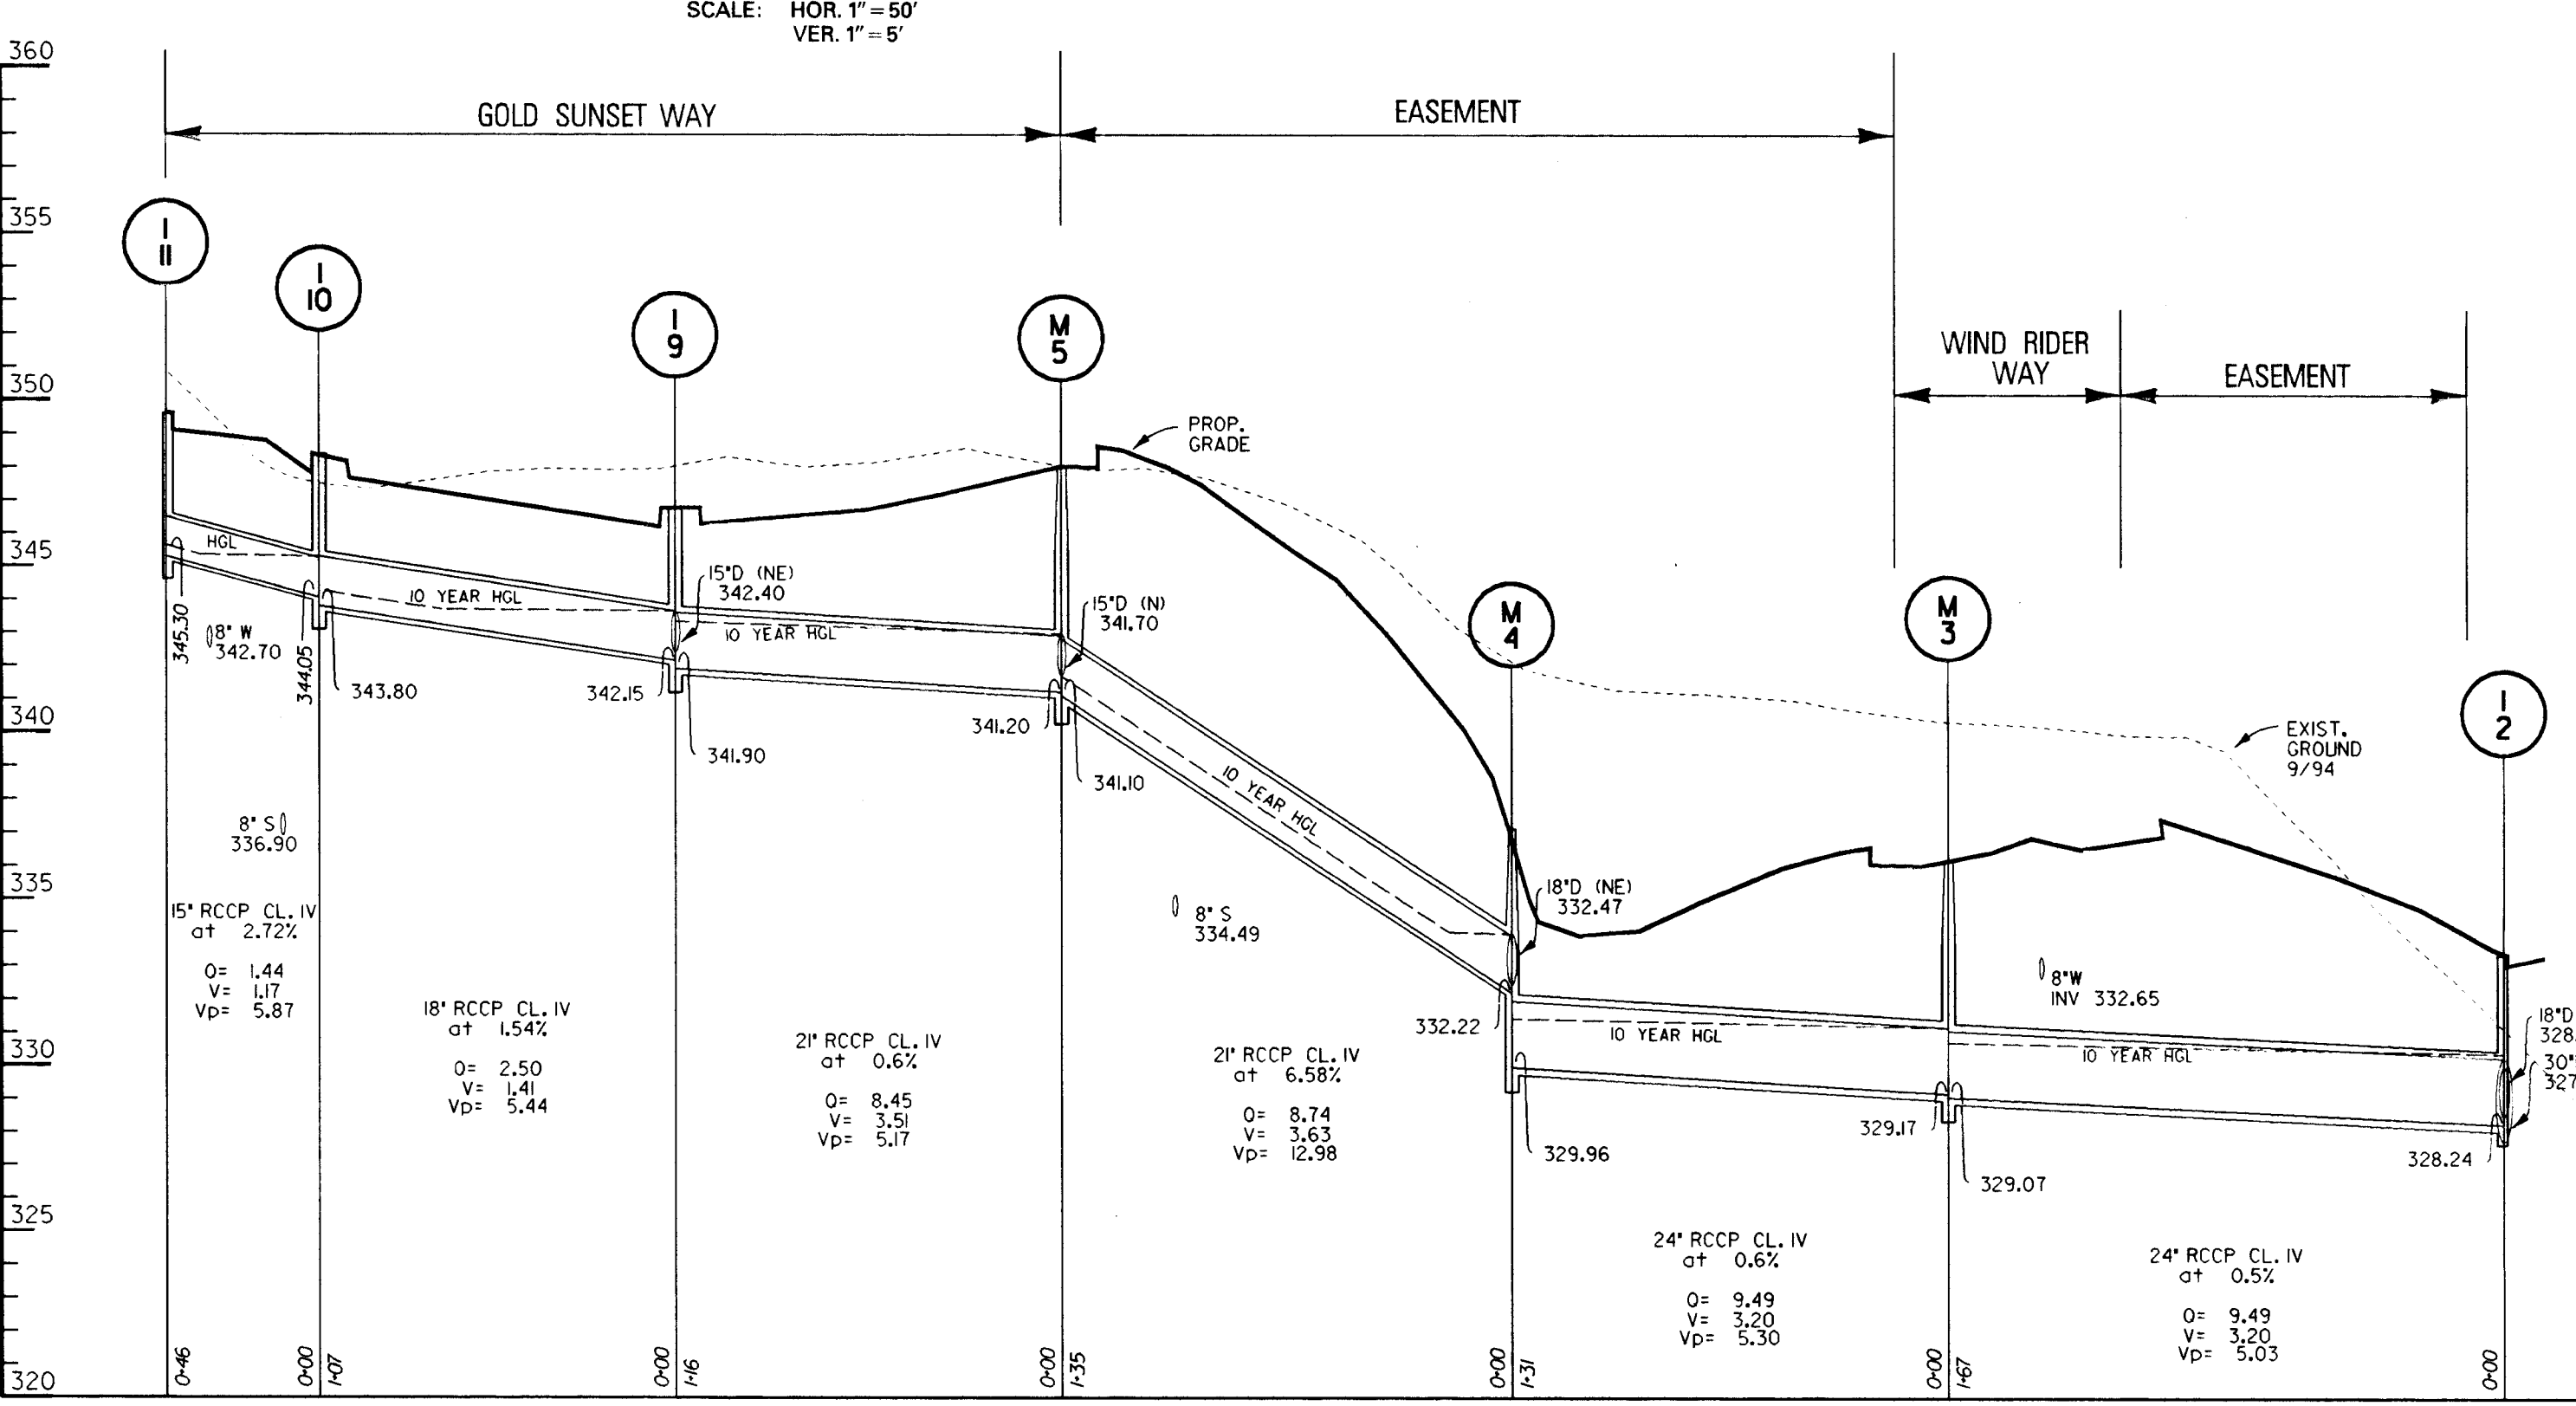 SCALE: HOR. 1" = 50'
VER. 1" = 5'
360
355
350
345
340
335
330
325
320
GOLD SUNSET WAY
EASEMENT
WIND RIDER
WAY
EASEMENT
I
11
I
10
I
9
M
5
M
4
M
3
I
2
PROP.
GRADE
EXIST.
GROUND
9/94
HGL
10 YEAR HGL
10 YEAR HGL
10 YEAR HGL
10 YEAR HGL
10 YEAR HGL
345.30
8" W
342.70
344.05
343.80
8" S
336.90
15"D (NE)
342.40
342.15
341.90
15"D (N)
341.70
341.20
341.10
8" S
334.49
18"D (NE)
332.47
332.22
329.96
8"W
INV 332.65
329.17
329.07
18"D
328.
30"
327
328.24
15" RCCP CL. IV
at 2.72%
Q= 1.44
V= 1.17
Vp= 5.87
18" RCCP CL. IV
at 1.54%
Q= 2.50
V= 1.41
Vp= 5.44
21" RCCP CL. IV
at 0.6%
Q= 8.45
V= 3.51
Vp= 5.17
21" RCCP CL. IV
at 6.58%
Q= 8.74
V= 3.63
Vp= 12.98
24" RCCP CL. IV
at 0.6%
Q= 9.49
V= 3.20
Vp= 5.30
24" RCCP CL. IV
at 0.5%
Q= 9.49
V= 3.20
Vp= 5.03
0+46
0+00
1+07
0+00
1+16
0+00
1+35
0+00
1+31
0+00
1+67
0+00